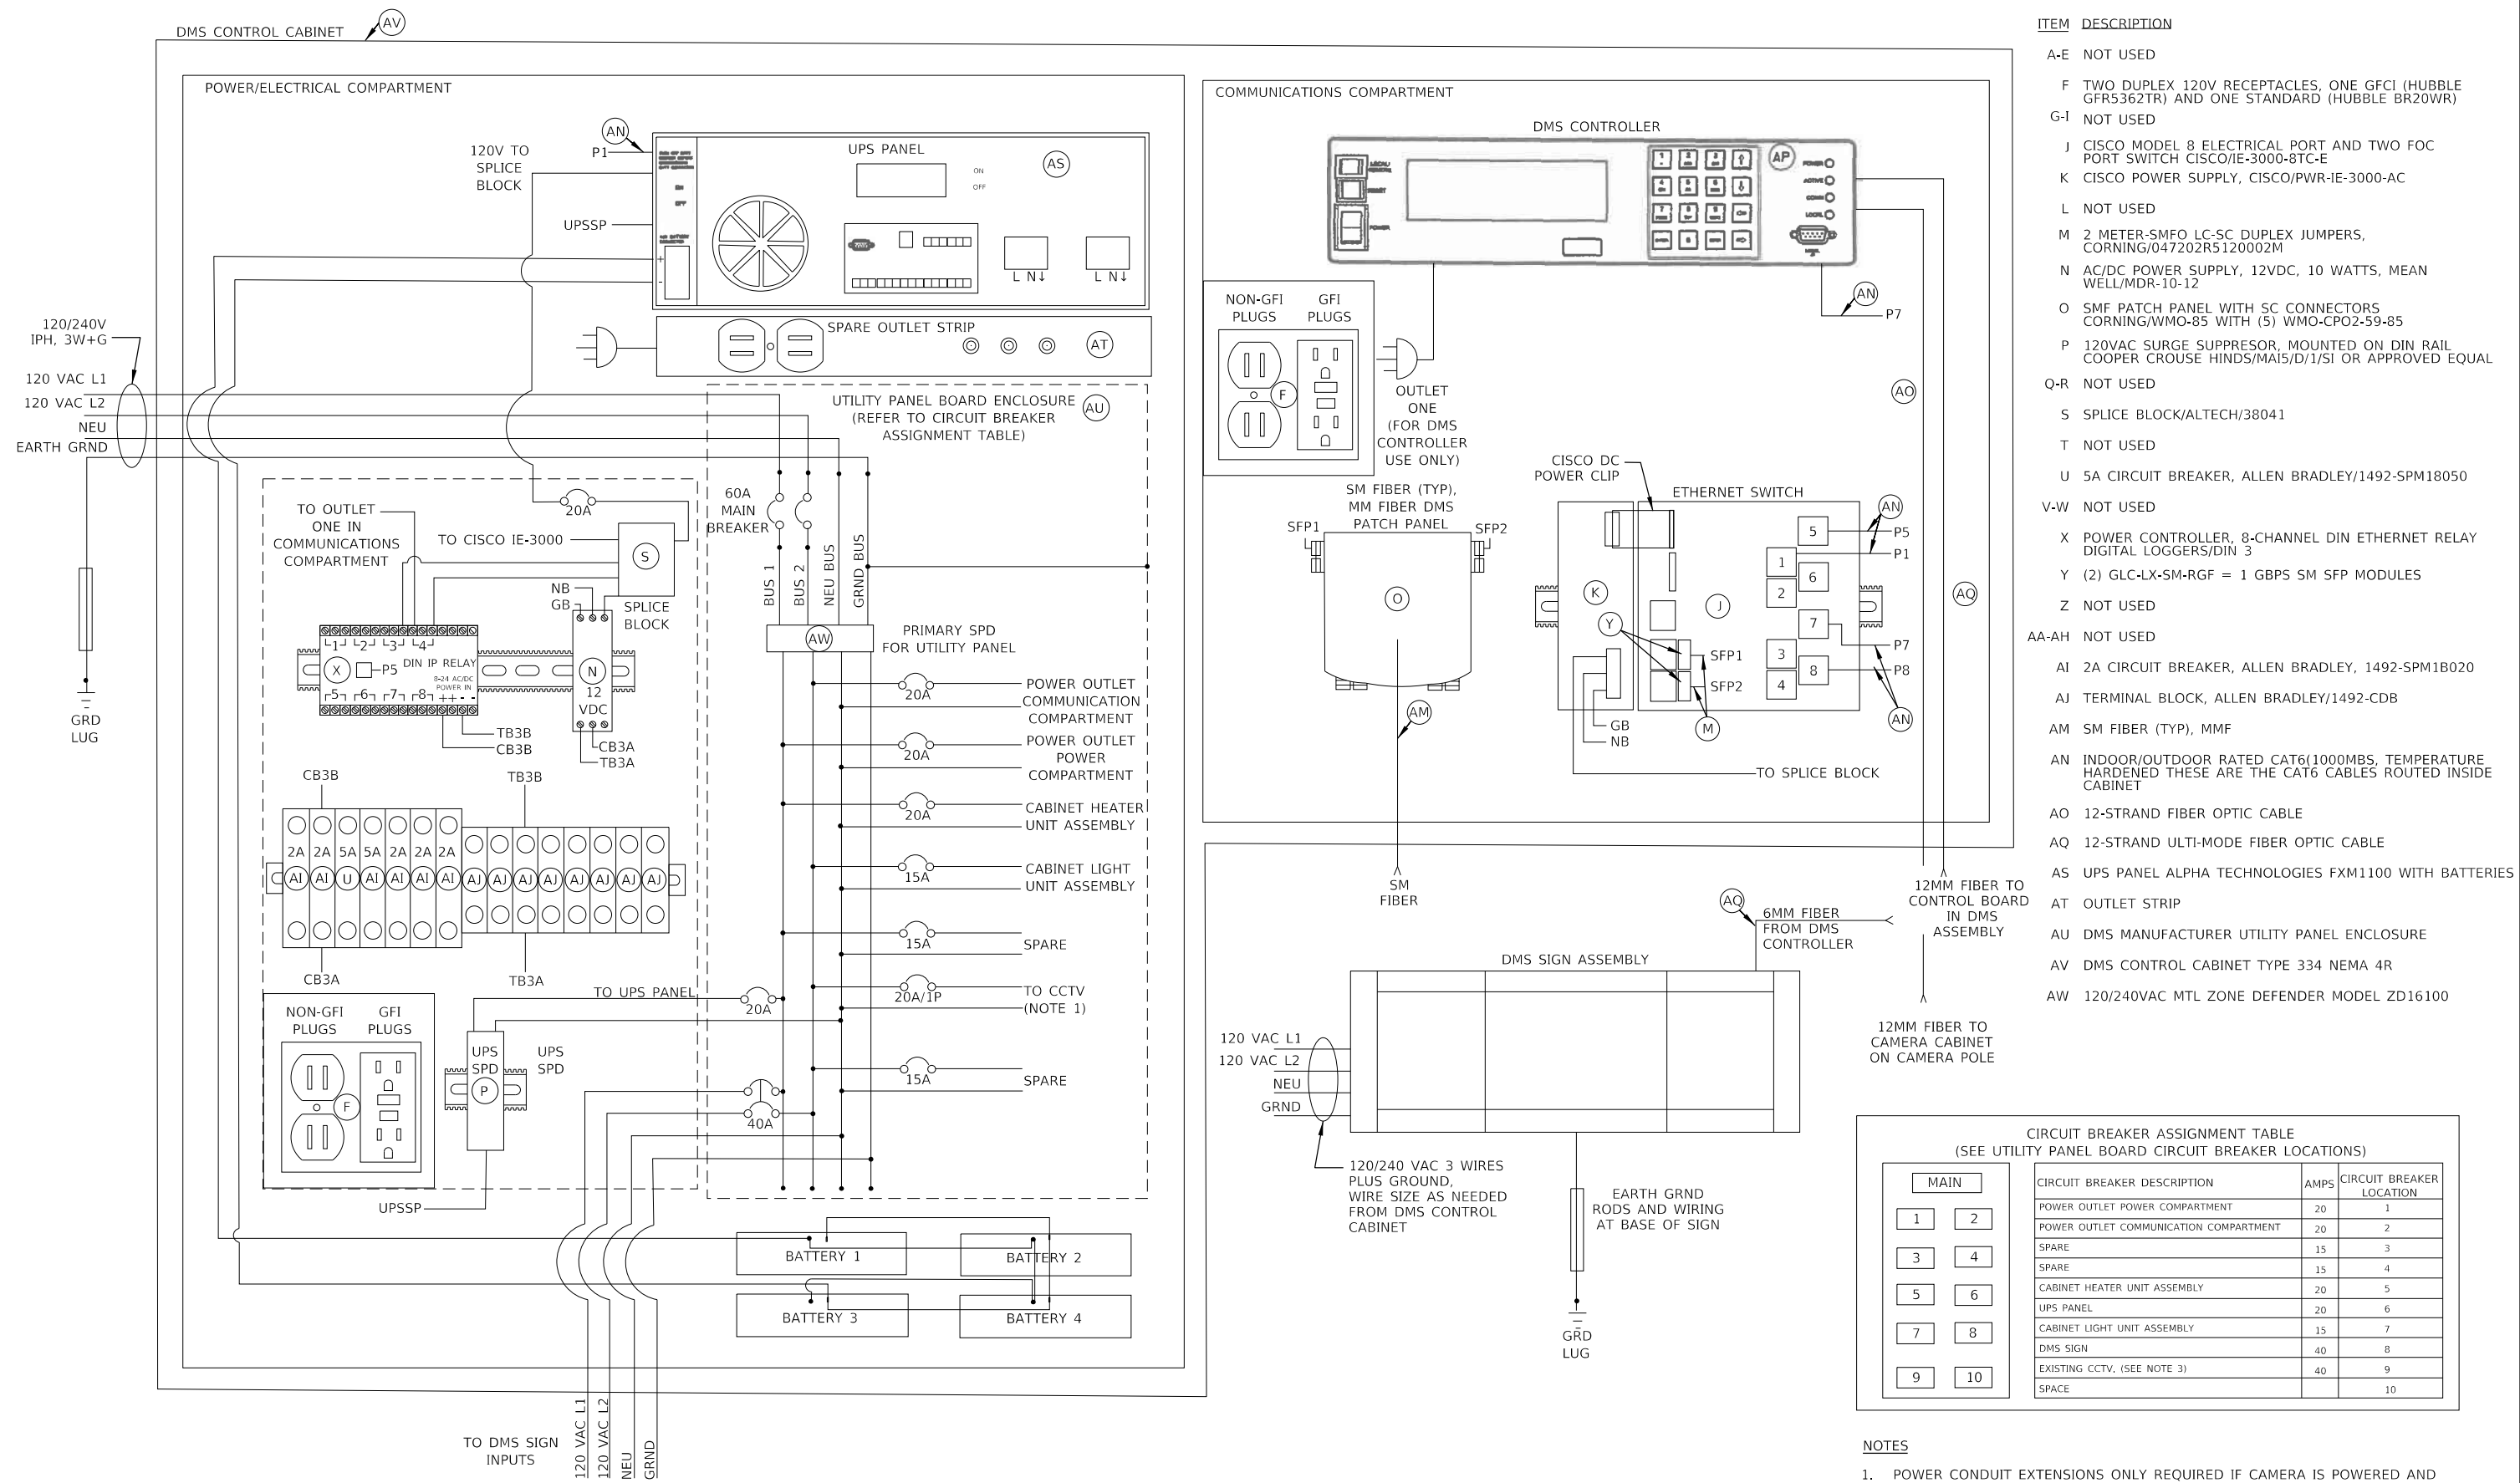 DMS CONTROL CABINET
AV
POWER/ELECTRICAL COMPARTMENT
120V TO
SPLICE
BLOCK
AN
P1
UPSSP
+
-
UPS PANEL
AS
ON
OFF
L N↓
L N↓
SPARE OUTLET STRIP
AT
120/240V
IPH, 3W+G
120 VAC L1
120 VAC L2
NEU
EARTH GRND
GRD
LUG
UTILITY PANEL BOARD ENCLOSURE
(REFER TO CIRCUIT BREAKER
ASSIGNMENT TABLE)
AU
TO OUTLET
ONE IN
COMMUNICATIONS
COMPARTMENT
20A
TO CISCO IE-3000
S
NB
GB
SPLICE
BLOCK
1 2 3 4
X
P5
DIN IP RELAY
8-24 AC/DC
POWER IN
5 6 7 8 ++--
N
12
VDC
TB3B
CB3B
CB3A
TB3A
60A
MAIN
BREAKER
BUS 1
BUS 2
NEU BUS
GRND BUS
AW
PRIMARY SPD
FOR UTILITY PANEL
20A
POWER OUTLET
COMMUNICATION
COMPARTMENT
20A
POWER OUTLET
POWER
COMPARTMENT
20A
CABINET HEATER
UNIT ASSEMBLY
15A
CABINET LIGHT
UNIT ASSEMBLY
15A
SPARE
20A/1P
TO CCTV
(NOTE 1)
15A
SPARE
CB3B
TB3B
2A 2A 5A 5A 2A 2A 2A
AI AI U AI AI AI AI AJ AJ AJ AJ AJ AJ AJ AJ
CB3A
TB3A
TO UPS PANEL
20A
NON-GFI
PLUGS
GFI
PLUGS
F
UPS
SPD
P
UPS
SPD
UPSSP
40A
BATTERY 1
BATTERY 2
BATTERY 3
BATTERY 4
TO DMS SIGN
INPUTS
120 VAC L1
120 VAC L2
NEU
GRND
COMMUNICATIONS COMPARTMENT
DMS CONTROLLER
AP
POWER
ACTIVE
COMM
LOCAL
RESET
POWER
AN
P7
NON-GFI
PLUGS
GFI
PLUGS
F
OUTLET
ONE
(FOR DMS
CONTROLLER
USE ONLY)
AO
SM FIBER (TYP),
MM FIBER DMS
PATCH PANEL
SFP1
SFP2
O
AM
SM
FIBER
CISCO DC
POWER CLIP
ETHERNET SWITCH
K
J
Y
5
1
6
2
7
3
8
4
AN
P5
P1
P7
P8
AN
SFP1
SFP2
M
GB
NB
TO SPLICE BLOCK
AQ
12MM FIBER TO
CONTROL BOARD
IN DMS
ASSEMBLY
12MM FIBER TO
CAMERA CABINET
ON CAMERA POLE
AQ
6MM FIBER
FROM DMS
CONTROLLER
DMS SIGN ASSEMBLY
120 VAC L1
120 VAC L2
NEU
GRND
120/240 VAC 3 WIRES
PLUS GROUND,
WIRE SIZE AS NEEDED
FROM DMS CONTROL
CABINET
EARTH GRND
RODS AND WIRING
AT BASE OF SIGN
GRD
LUG
ITEM DESCRIPTION
A-E NOT USED
F TWO DUPLEX 120V RECEPTACLES, ONE GFCI (HUBBLE
GFR5362TR) AND ONE STANDARD (HUBBLE BR20WR)
G-I NOT USED
J CISCO MODEL 8 ELECTRICAL PORT AND TWO FOC
PORT SWITCH CISCO/IE-3000-8TC-E
K CISCO POWER SUPPLY, CISCO/PWR-IE-3000-AC
L NOT USED
M 2 METER-SMFO LC-SC DUPLEX JUMPERS,
CORNING/047202R5120002M
N AC/DC POWER SUPPLY, 12VDC, 10 WATTS, MEAN
WELL/MDR-10-12
O SMF PATCH PANEL WITH SC CONNECTORS
CORNING/WMO-85 WITH (5) WMO-CPO2-59-85
P 120VAC SURGE SUPPRESOR, MOUNTED ON DIN RAIL
COOPER CROUSE HINDS/MAI5/D/1/SI OR APPROVED EQUAL
Q-R NOT USED
S SPLICE BLOCK/ALTECH/38041
T NOT USED
U 5A CIRCUIT BREAKER, ALLEN BRADLEY/1492-SPM18050
V-W NOT USED
X POWER CONTROLLER, 8-CHANNEL DIN ETHERNET RELAY
DIGITAL LOGGERS/DIN 3
Y (2) GLC-LX-SM-RGF = 1 GBPS SM SFP MODULES
Z NOT USED
AA-AH NOT USED
AI 2A CIRCUIT BREAKER, ALLEN BRADLEY, 1492-SPM1B020
AJ TERMINAL BLOCK, ALLEN BRADLEY/1492-CDB
AM SM FIBER (TYP), MMF
AN INDOOR/OUTDOOR RATED CAT6(1000MBS, TEMPERATURE
HARDENED THESE ARE THE CAT6 CABLES ROUTED INSIDE
CABINET
AO 12-STRAND FIBER OPTIC CABLE
AQ 12-STRAND ULTI-MODE FIBER OPTIC CABLE
AS UPS PANEL ALPHA TECHNOLOGIES FXM1100 WITH BATTERIES
AT OUTLET STRIP
AU DMS MANUFACTURER UTILITY PANEL ENCLOSURE
AV DMS CONTROL CABINET TYPE 334 NEMA 4R
AW 120/240VAC MTL ZONE DEFENDER MODEL ZD16100
CIRCUIT BREAKER ASSIGNMENT TABLE
(SEE UTILITY PANEL BOARD CIRCUIT BREAKER LOCATIONS)
MAIN
1 2
3 4
5 6
7 8
9 10
CIRCUIT BREAKER DESCRIPTION AMPS CIRCUIT BREAKER LOCATION
POWER OUTLET POWER COMPARTMENT 20 1
POWER OUTLET COMMUNICATION COMPARTMENT 20 2
SPARE 15 3
SPARE 15 4
CABINET HEATER UNIT ASSEMBLY 20 5
UPS PANEL 20 6
CABINET LIGHT UNIT ASSEMBLY 15 7
DMS SIGN 40 8
EXISTING CCTV, (SEE NOTE 3) 40 9
SPACE 10
NOTES
1. POWER CONDUIT EXTENSIONS ONLY REQUIRED IF CAMERA IS POWERED AND